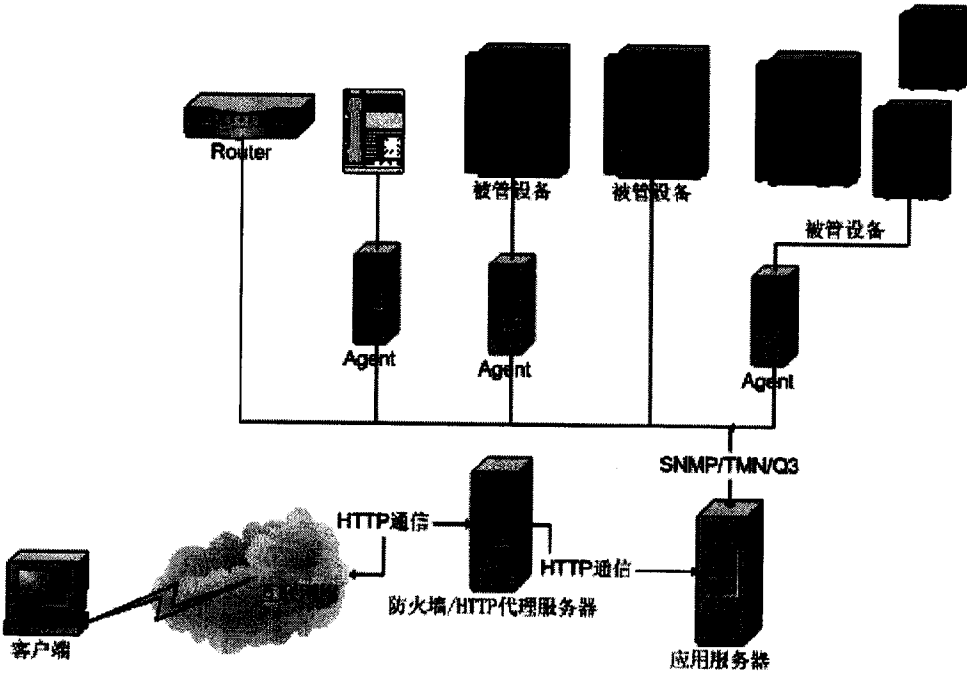 Router
被管设备
被管设备
被管设备
Agent
Agent
Agent
SNMP/TMN/Q3
HTTP通信
HTTP通信
防火墙/HTTP代理服务器
客户端
应用服务器